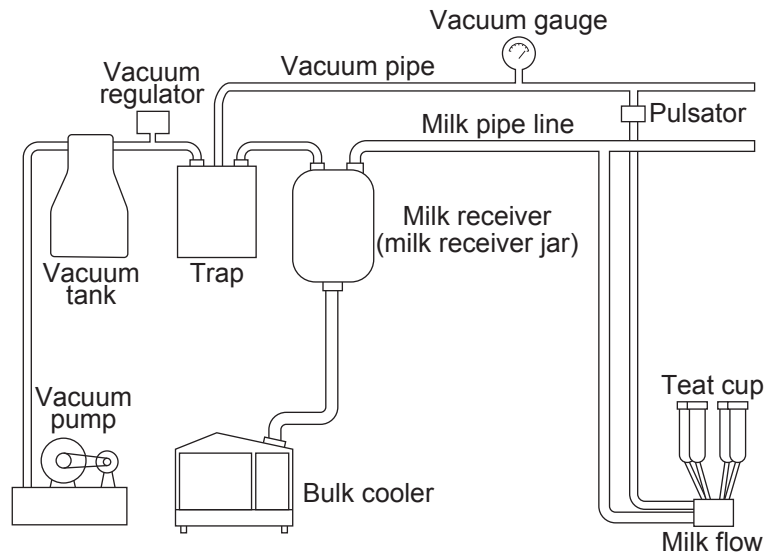 Vacuum gauge
Vacuum
regulator
Vacuum pipe
Pulsator
Milk pipe line
Milk receiver
(milk receiver jar)
Vacuum
tank
Trap
Vacuum
pump
Teat cup
Bulk cooler
Milk flow